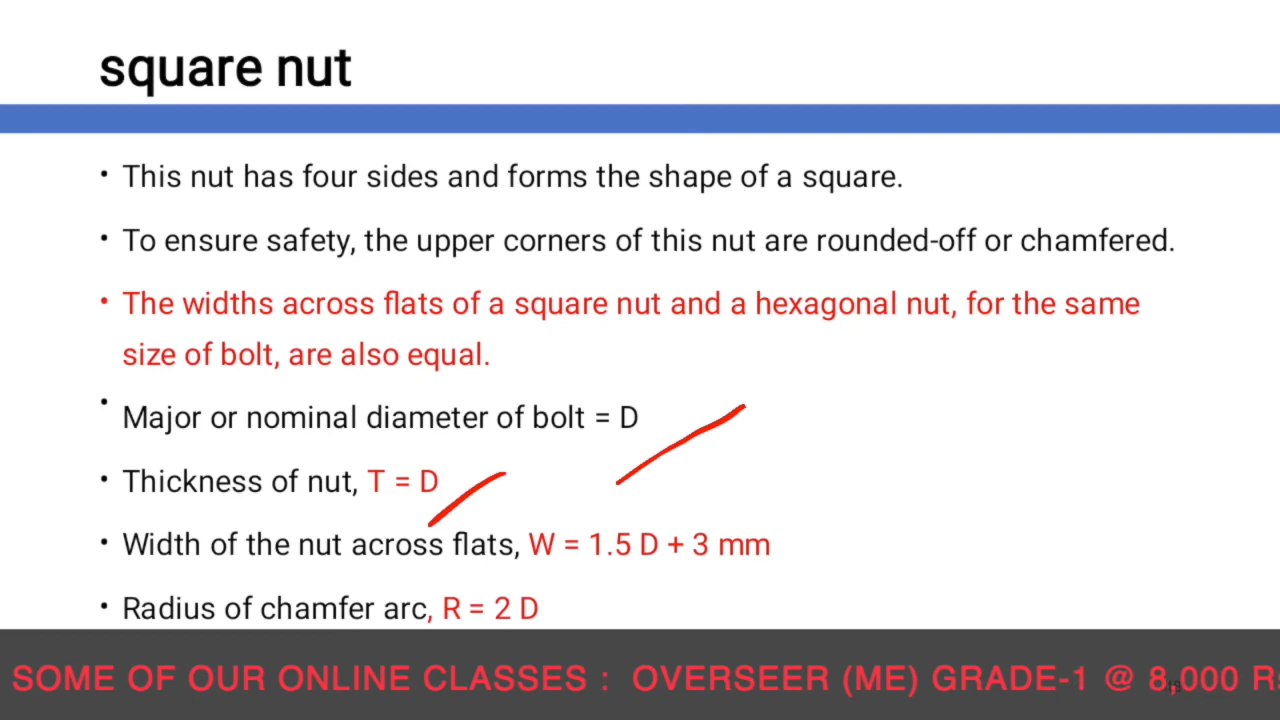 square nut
• This nut has four sides and forms the shape of a square.
• To ensure safety, the upper corners of this nut are rounded-off or chamfered.
• The widths across flats of a square nut and a hexagonal nut, for the same
size of bolt, are also equal.
• Major or nominal diameter of bolt = D
• Thickness of nut, T = D
• Width of the nut across flats, W = 1.5 D + 3 mm
• Radius of chamfer arc, R = 2 D
SOME OF OUR ONLINE CLASSES : OVERSEER (ME) GRADE-1 @ 8,000 R